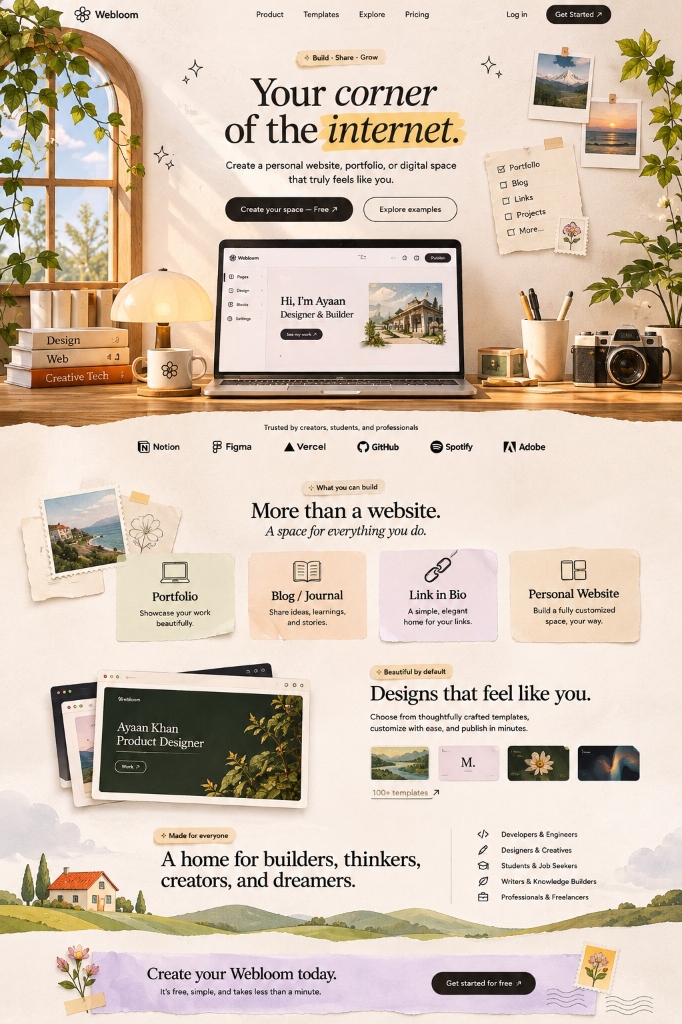 Webloom
Product Templates Explore Pricing
Log in Get Started ↗
Build · Share · Grow
Your corner
of the internet.
Create a personal website, portfolio, or digital space
that truly feels like you.
Create your space — Free ↗
Explore examples
Portfolio
Blog
Links
Projects
More...
Webloom
Publish
Pages
Design
Blocks
Settings
Hi, I'm Ayaan
Designer & Builder
See my work ↗
Design
Web
Creative Tech
Trusted by creators, students, and professionals
Notion Figma Vercel GitHub Spotify Adobe
What you can build
More than a website.
A space for everything you do.
Portfolio
Showcase your work
beautifully.
Blog / Journal
Share ideas, learnings,
and stories.
Link in Bio
A simple, elegant
home for your links.
Personal Website
Build a fully customized
space, your way.
Webloom
Ayaan Khan
Product Designer
Work ↗
Beautiful by default
Designs that feel like you.
Choose from thoughtfully crafted templates,
customize with ease, and publish in minutes.
M.
100+ templates ↗
Made for everyone
A home for builders, thinkers,
creators, and dreamers.
Developers & Engineers
Designers & Creatives
Students & Job Seekers
Writers & Knowledge Builders
Professionals & Freelancers
Create your Webloom today.
It's free, simple, and takes less than a minute.
Get started for free ↗